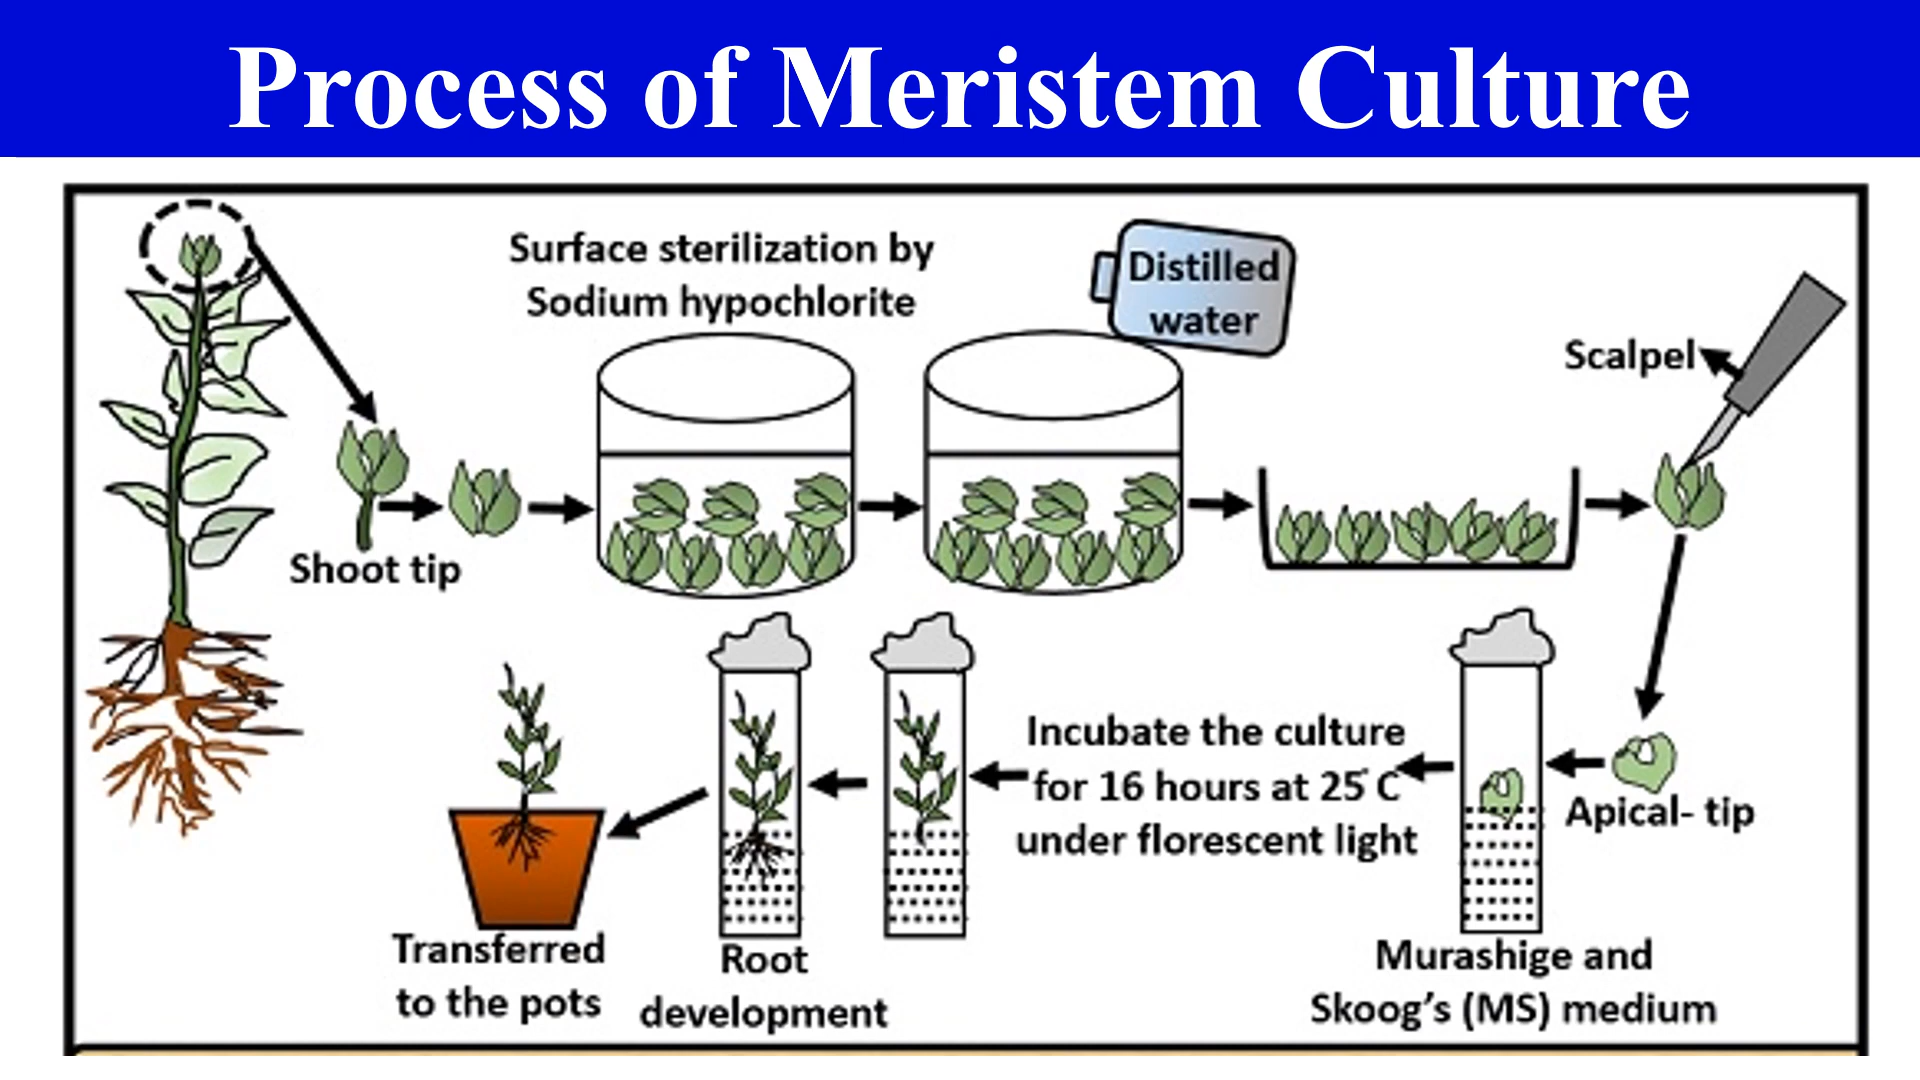 Process of Meristem Culture
Surface sterilization by
Sodium hypochlorite
Distilled
water
Scalpel
Shoot tip
Apical- tip
Murashige and
Skoog's (MS) medium
Incubate the culture
for 16 hours at 25°C
under florescent light
Root
development
Transferred
to the pots